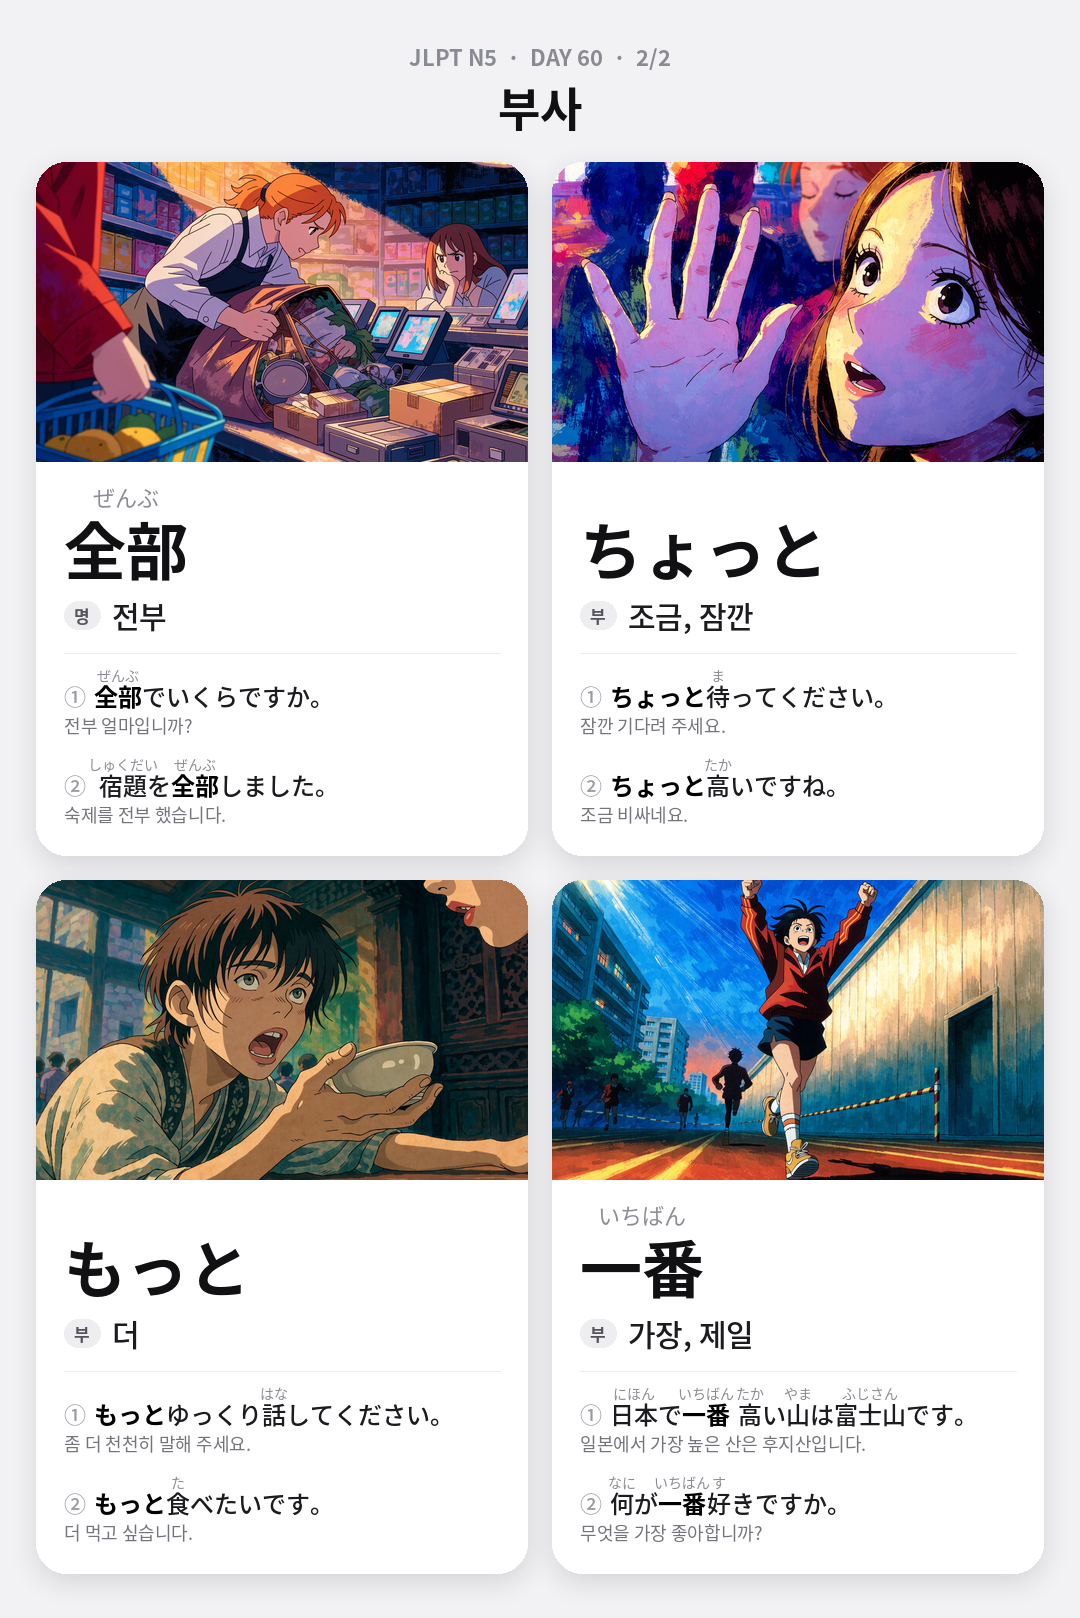 JLPT N5 · DAY 60 · 2/2
부사
ぜんぶ
全部
명 전부
ぜんぶ
① 全部でいくらですか。
전부 얼마입니까?
しゅくだい ぜんぶ
② 宿題を全部しました。
숙제를 전부 했습니다.
ちょっと
부 조금, 잠깐
ま
① ちょっと待ってください。
잠깐 기다려 주세요.
たか
② ちょっと高いですね。
조금 비싸네요.
もっと
부 더
はな
① もっとゆっくり話してください。
좀 더 천천히 말해 주세요.
た
② もっと食べたいです。
더 먹고 싶습니다.
いちばん
一番
부 가장, 제일
にほん いちばん たか やま ふじさん
① 日本で一番 高い山は富士山です。
일본에서 가장 높은 산은 후지산입니다.
なに いちばん す
② 何が一番好きですか。
무엇을 가장 좋아합니까?